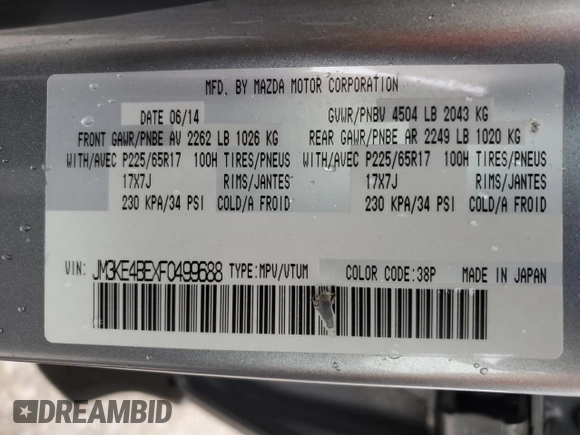 MFD. BY MAZDA MOTOR CORPORATION
DATE 06/14 GVWR/PNBV 4504 LB 2043 KG
FRONT GAWR/PNBE AV 2262 LB 1026 KG REAR GAWR/PNBE AR 2249 LB 1020 KG
WITH/AVEC P225/65R17 100H TIRES/PNEUS WITH/AVEC P225/65R17 100H TIRES/PNEUS
17X7J RIMS/JANTES 17X7J RIMS/JANTES
230 KPA/34 PSI COLD/A FROID 230 KPA/34 PSI COLD/A FROID
VIN: JM3KE4BEXF0499688 TYPE:MPV/VTUM COLOR CODE:38P MADE IN JAPAN
DREAMBID